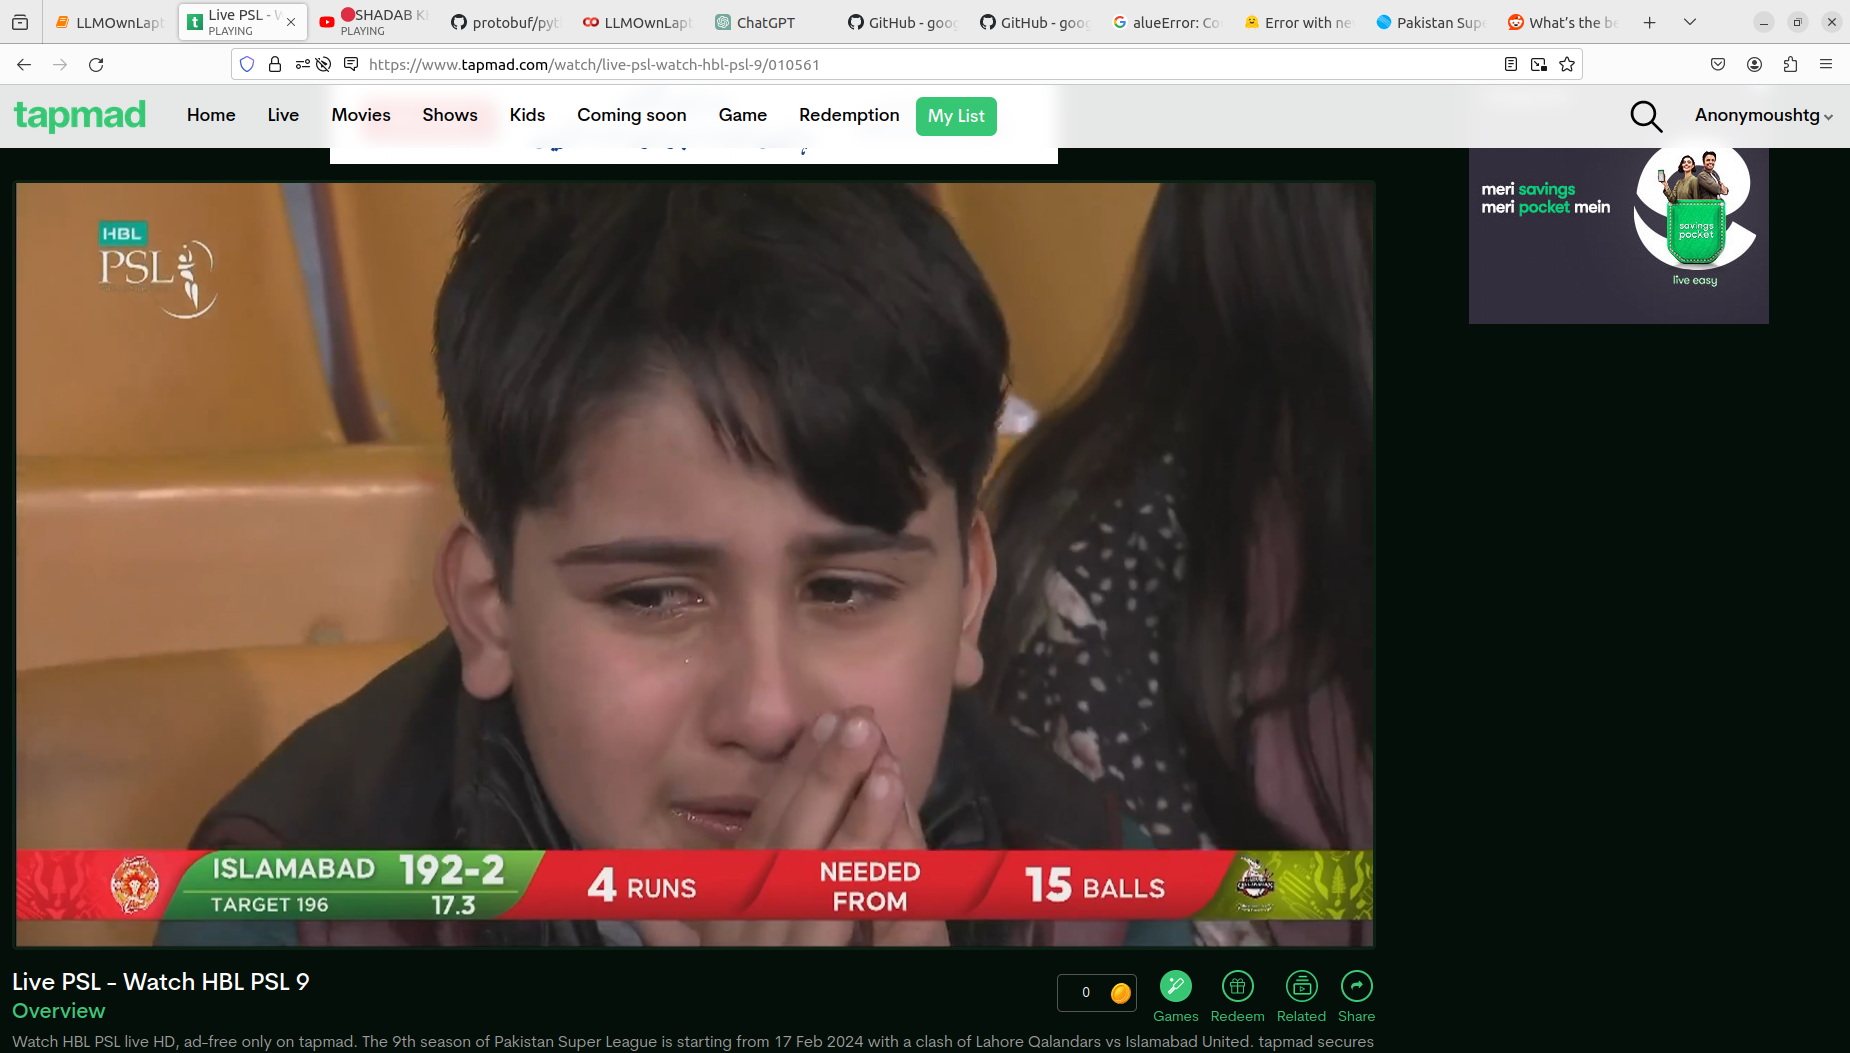 LLMOwnLapt
Live PSL - W
PLAYING
SHADAB K
PLAYING
protobuf/pyt
LLMOwnLapt
ChatGPT
GitHub - goog
GitHub - goog
alueError: Co
Error with ne
Pakistan Supe
What's the be
https://www.tapmad.com/watch/live-psl-watch-hbl-psl-9/010561
tapmad Home Live Movies Shows Kids Coming soon Game Redemption My List Anonymoushtg
meri savings
meri pocket mein
savings
pocket
live easy
HBL
PSL
ISLAMABAD 192-2
TARGET 196 17.3
4 RUNS
NEEDED
FROM
15 BALLS
Live PSL - Watch HBL PSL 9
Overview
0
Games Redeem Related Share
Watch HBL PSL live HD, ad-free only on tapmad. The 9th season of Pakistan Super League is starting from 17 Feb 2024 with a clash of Lahore Qalandars vs Islamabad United. tapmad secures